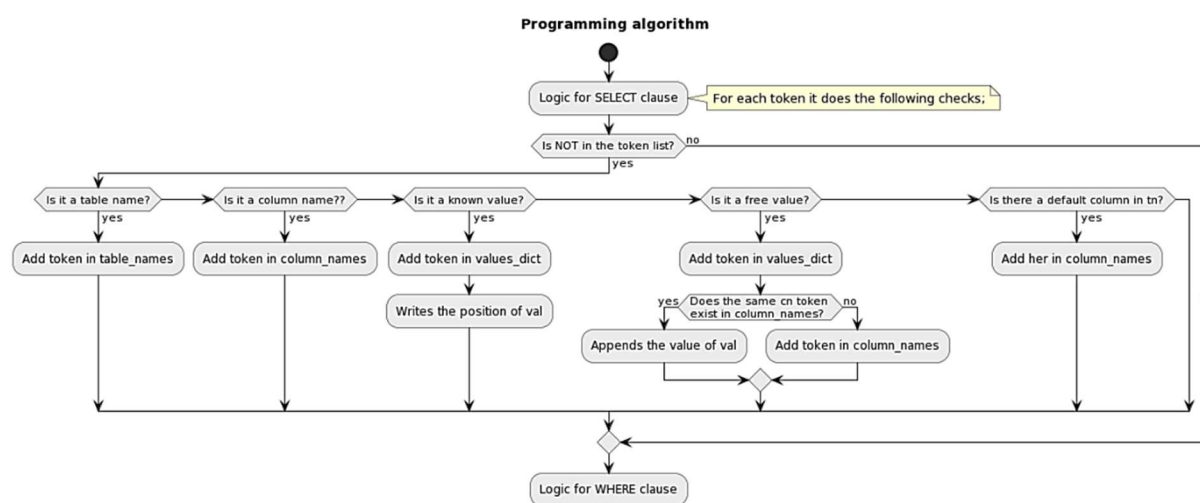 Programming algorithm
Logic for SELECT clause
For each token it does the following checks;
Is NOT in the token list?
no
yes
Is it a table name?
Is it a column name??
Is it a known value?
Is it a free value?
Is there a default column in tn?
yes
yes
yes
yes
yes
Add token in table_names
Add token in column_names
Add token in values_dict
Add token in values_dict
Add her in column_names
Writes the position of val
yes
Does the same cn token
exist in column_names?
no
Appends the value of val
Add token in column_names
Logic for WHERE clause